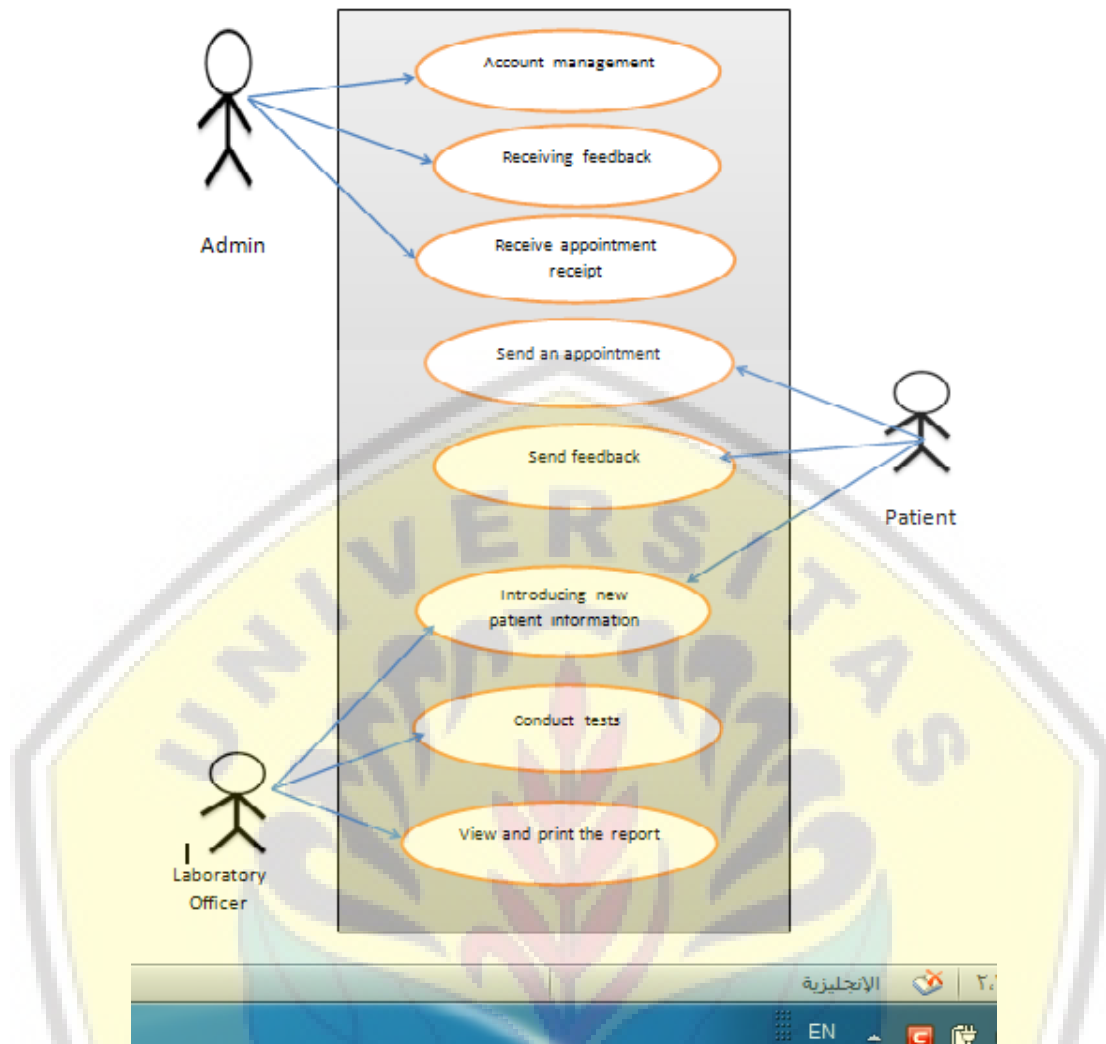 Account management
Receiving feedback
Admin
Receive appointment
receipt
Send an appointment
Send feedback
Patient
UNIVERSITAS
Introducing new
patient information
Conduct tests
View and print the report
Laboratory
Officer
الإنجليزية
EN